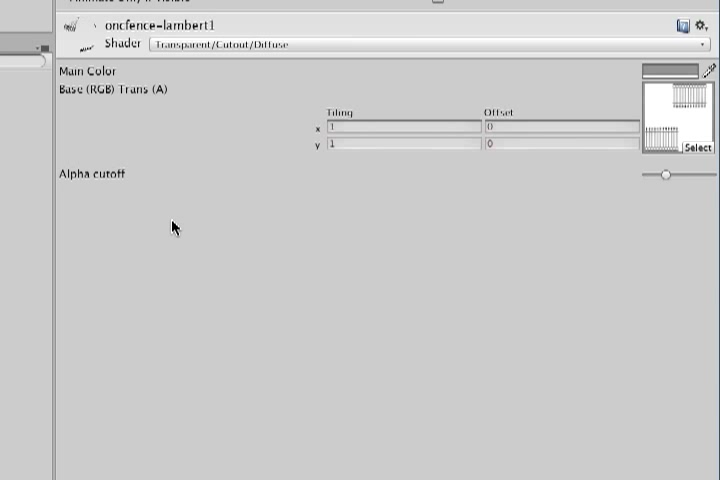 oncfence-lambert1
Shader Transparent/Cutout/Diffuse
Main Color
Base (RGB) Trans (A)
Tiling Offset
x 1 0
y 1 0
Select
Alpha cutoff